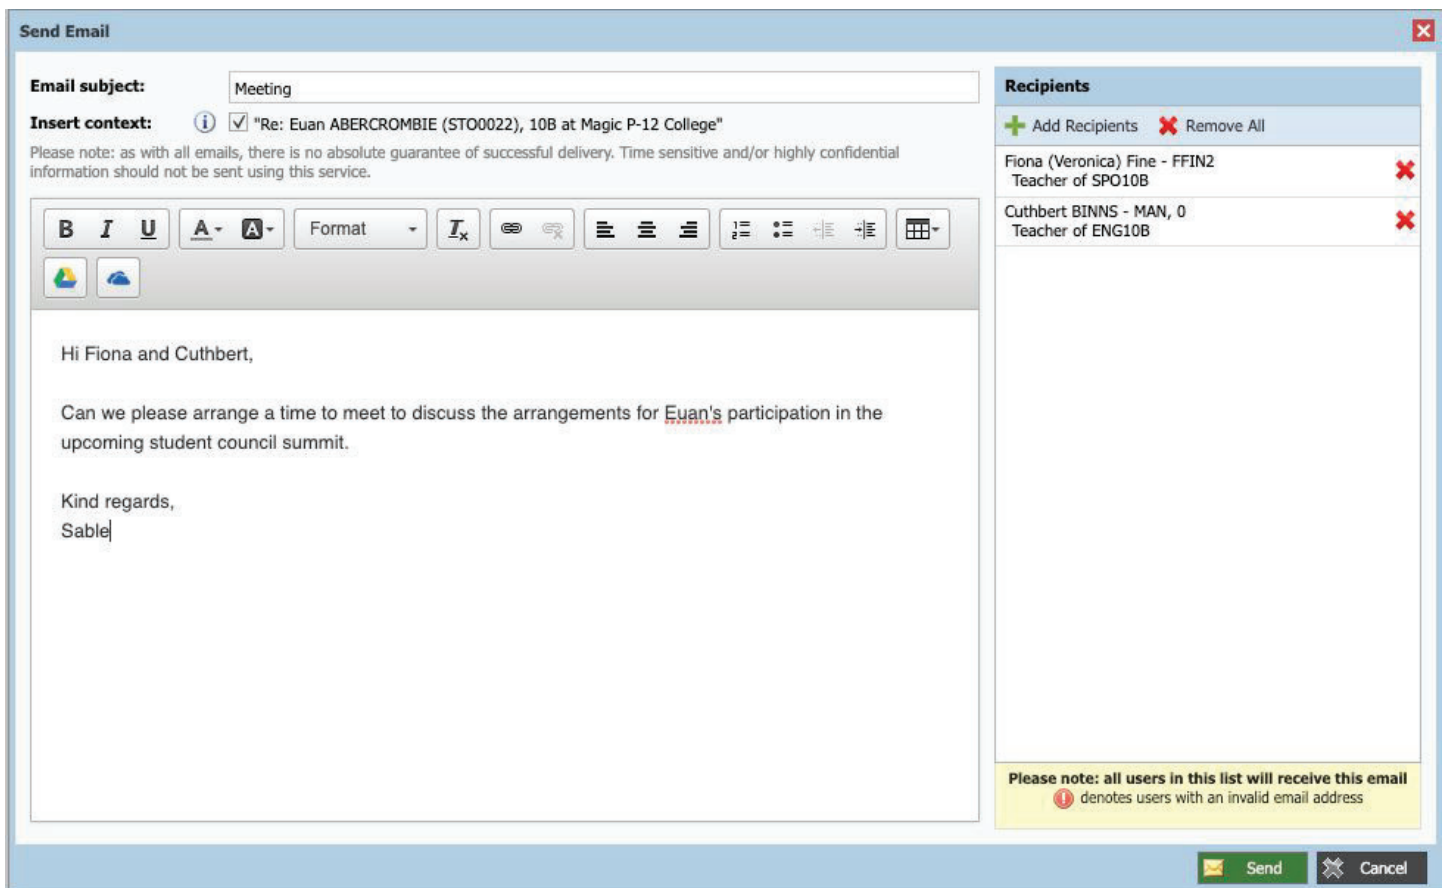 Send Email
Email subject:
Meeting
Insert context:
"Re: Euan ABERCROMBIE (STO0022), 10B at Magic P-12 College"
Please note: as with all emails, there is no absolute guarantee of successful delivery. Time sensitive and/or highly confidential
information should not be sent using this service.
B I U A A Format Tx
Hi Fiona and Cuthbert,
Can we please arrange a time to meet to discuss the arrangements for Euan's participation in the
upcoming student council summit.
Kind regards,
Sable
Recipients
Add Recipients Remove All
Fiona (Veronica) Fine - FFIN2
Teacher of SPO10B
Cuthbert BINNS - MAN, 0
Teacher of ENG10B
Please note: all users in this list will receive this email
denotes users with an invalid email address
Send Cancel